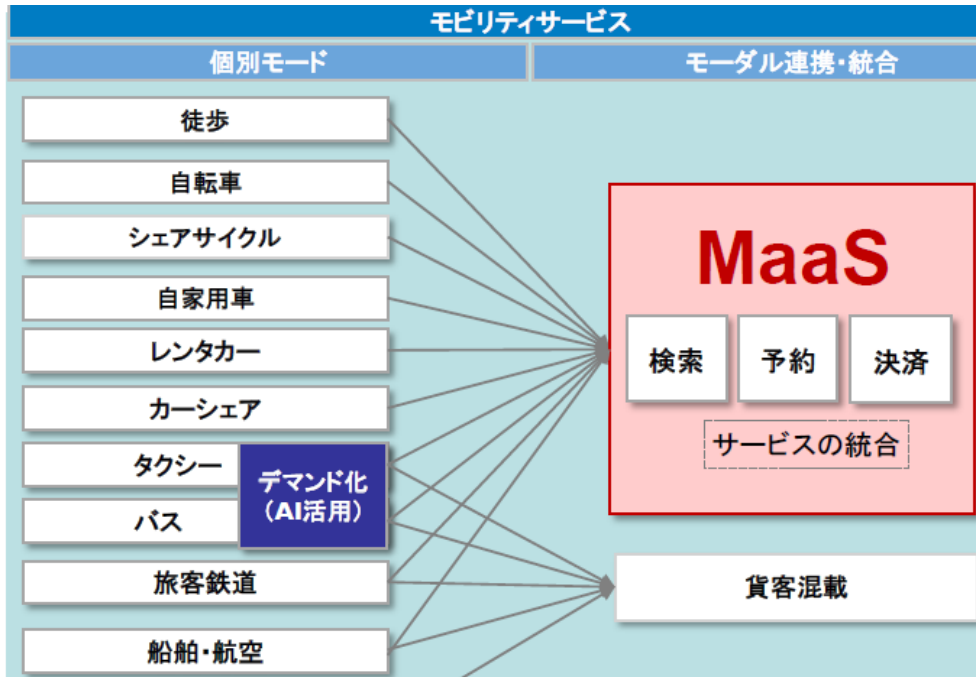 モビリティサービス
個別モード
モーダル連携・統合
徒歩
自転車
シェアサイクル
自家用車
レンタカー
カーシェア
タクシー
バス
デマンド化
（AI活用）
旅客鉄道
船舶・航空
MaaS
検索
予約
決済
サービスの統合
貨客混載